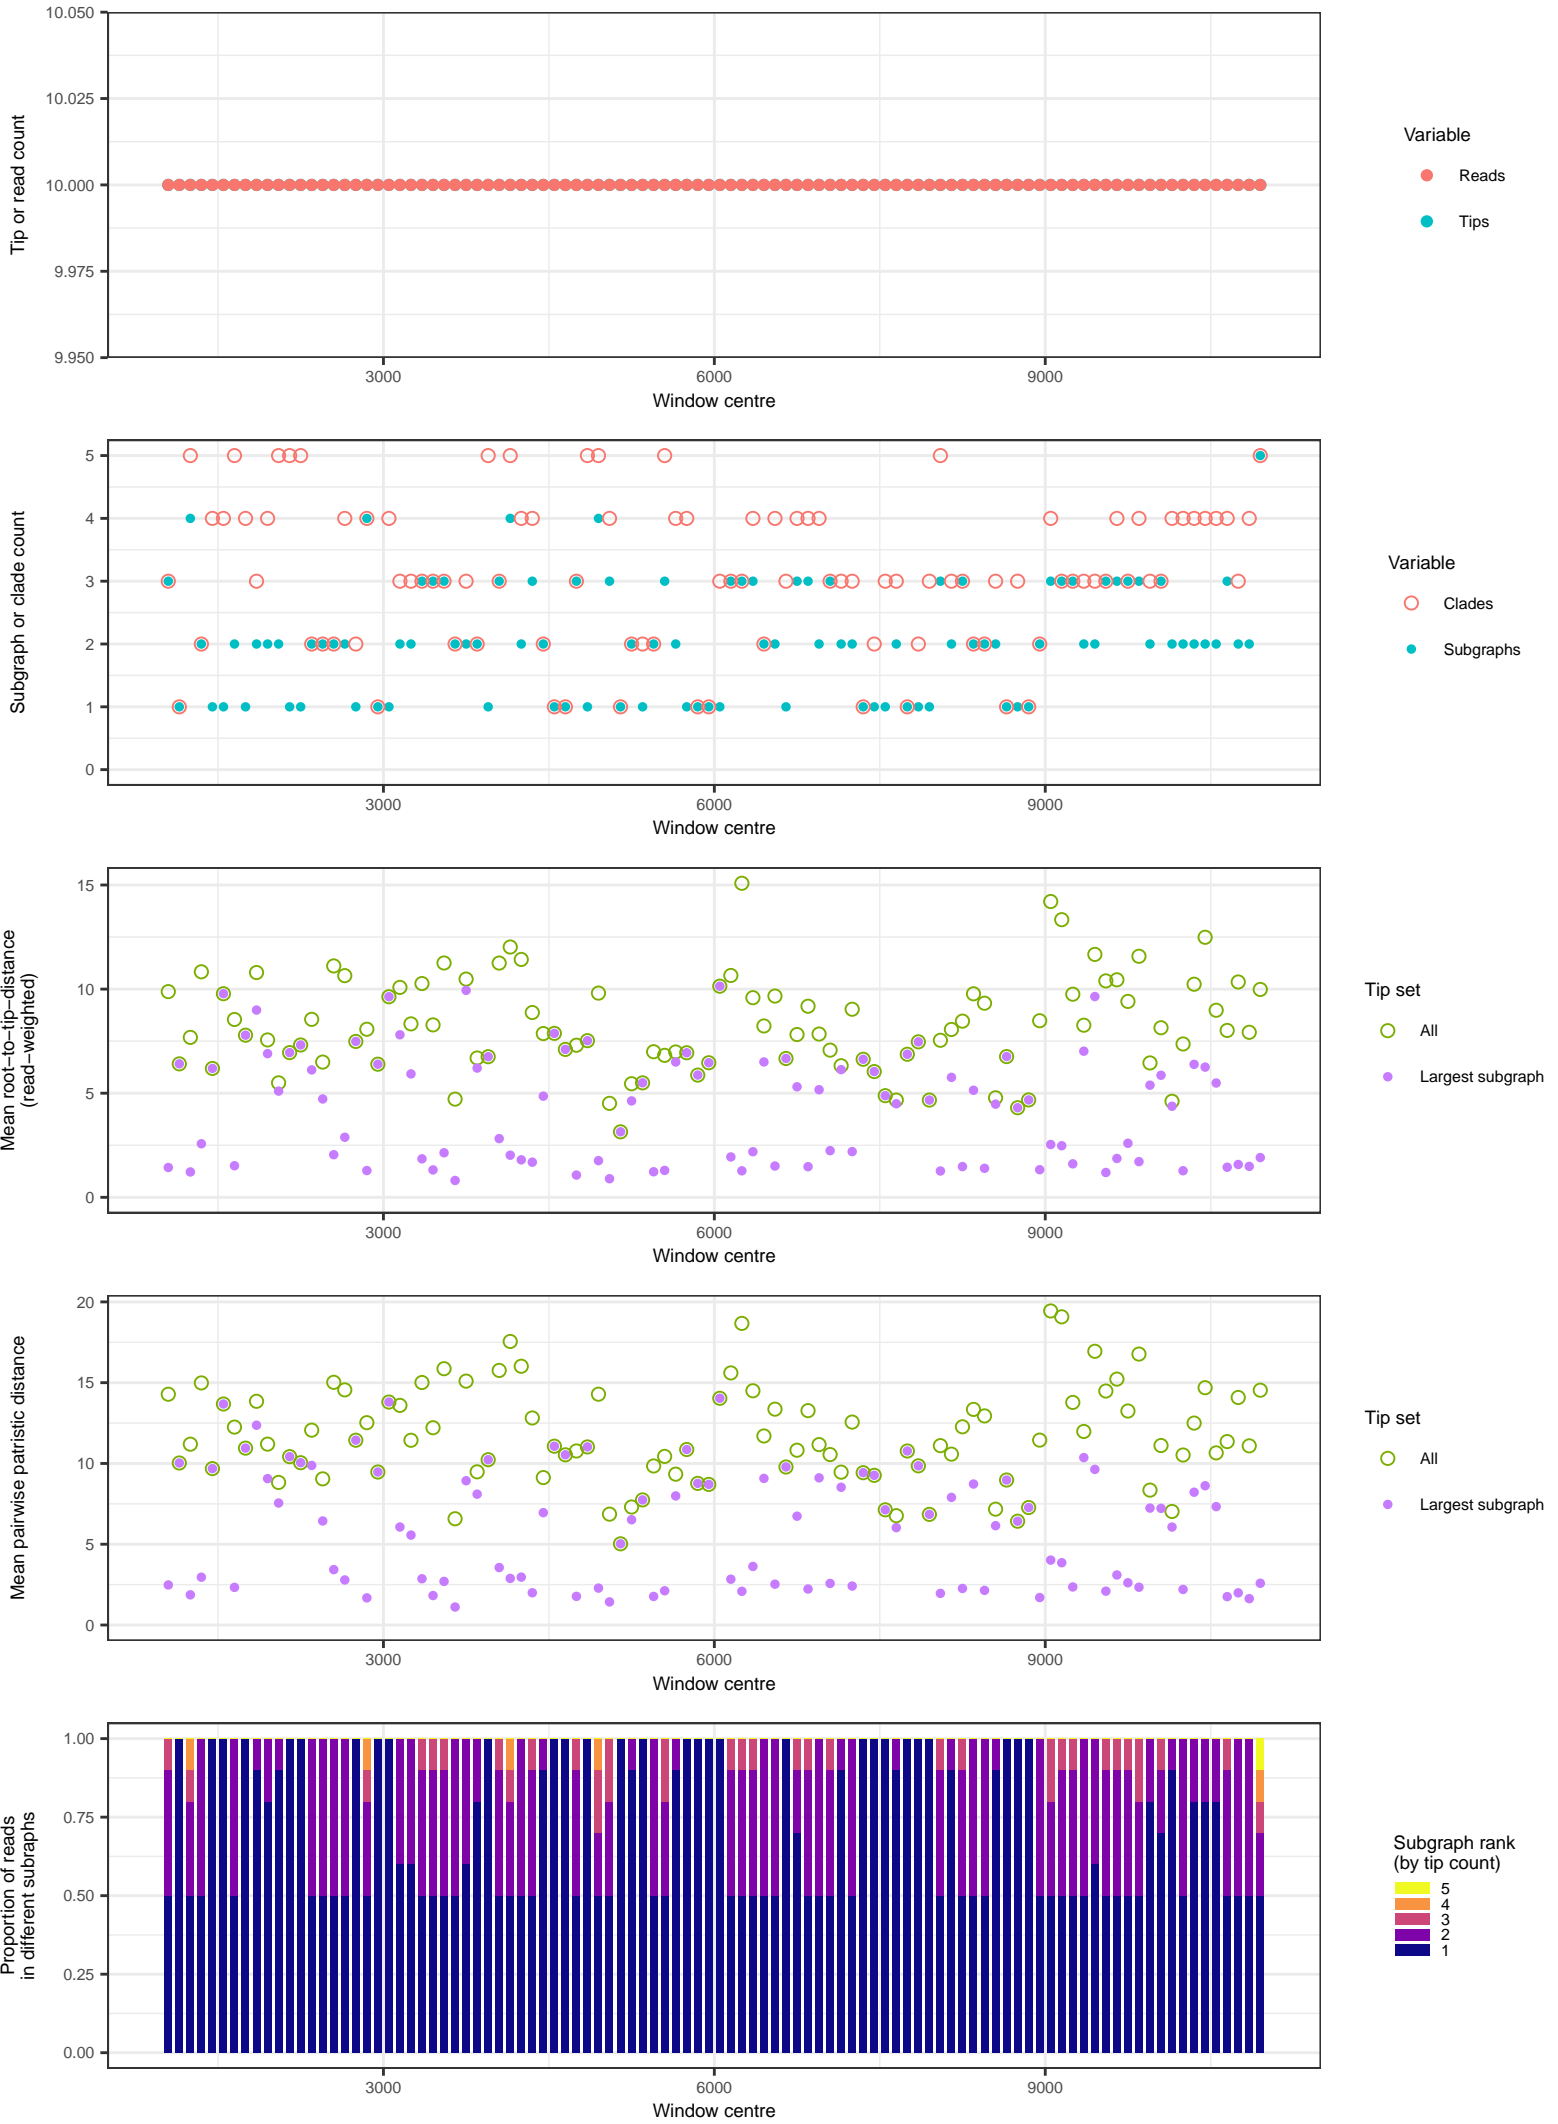 10.050
10.025
10.000
9.975
9.950
Tip or read count
3000 6000 9000
Window centre
Variable
Reads
Tips
5
4
3
2
1
0
Subgraph or clade count
3000 6000 9000
Window centre
Variable
Clades
Subgraphs
15
10
5
0
Mean root−to−tip−distance
(read−weighted)
3000 6000 9000
Window centre
Tip set
All
Largest subgraph
20
15
10
5
0
Mean pairwise patristic distance
3000 6000 9000
Window centre
Tip set
All
Largest subgraph
1.00
0.75
0.50
0.25
0.00
Proportion of reads
in different subraphs
3000 6000 9000
Window centre
Subgraph rank
(by tip count)
5
4
3
2
1